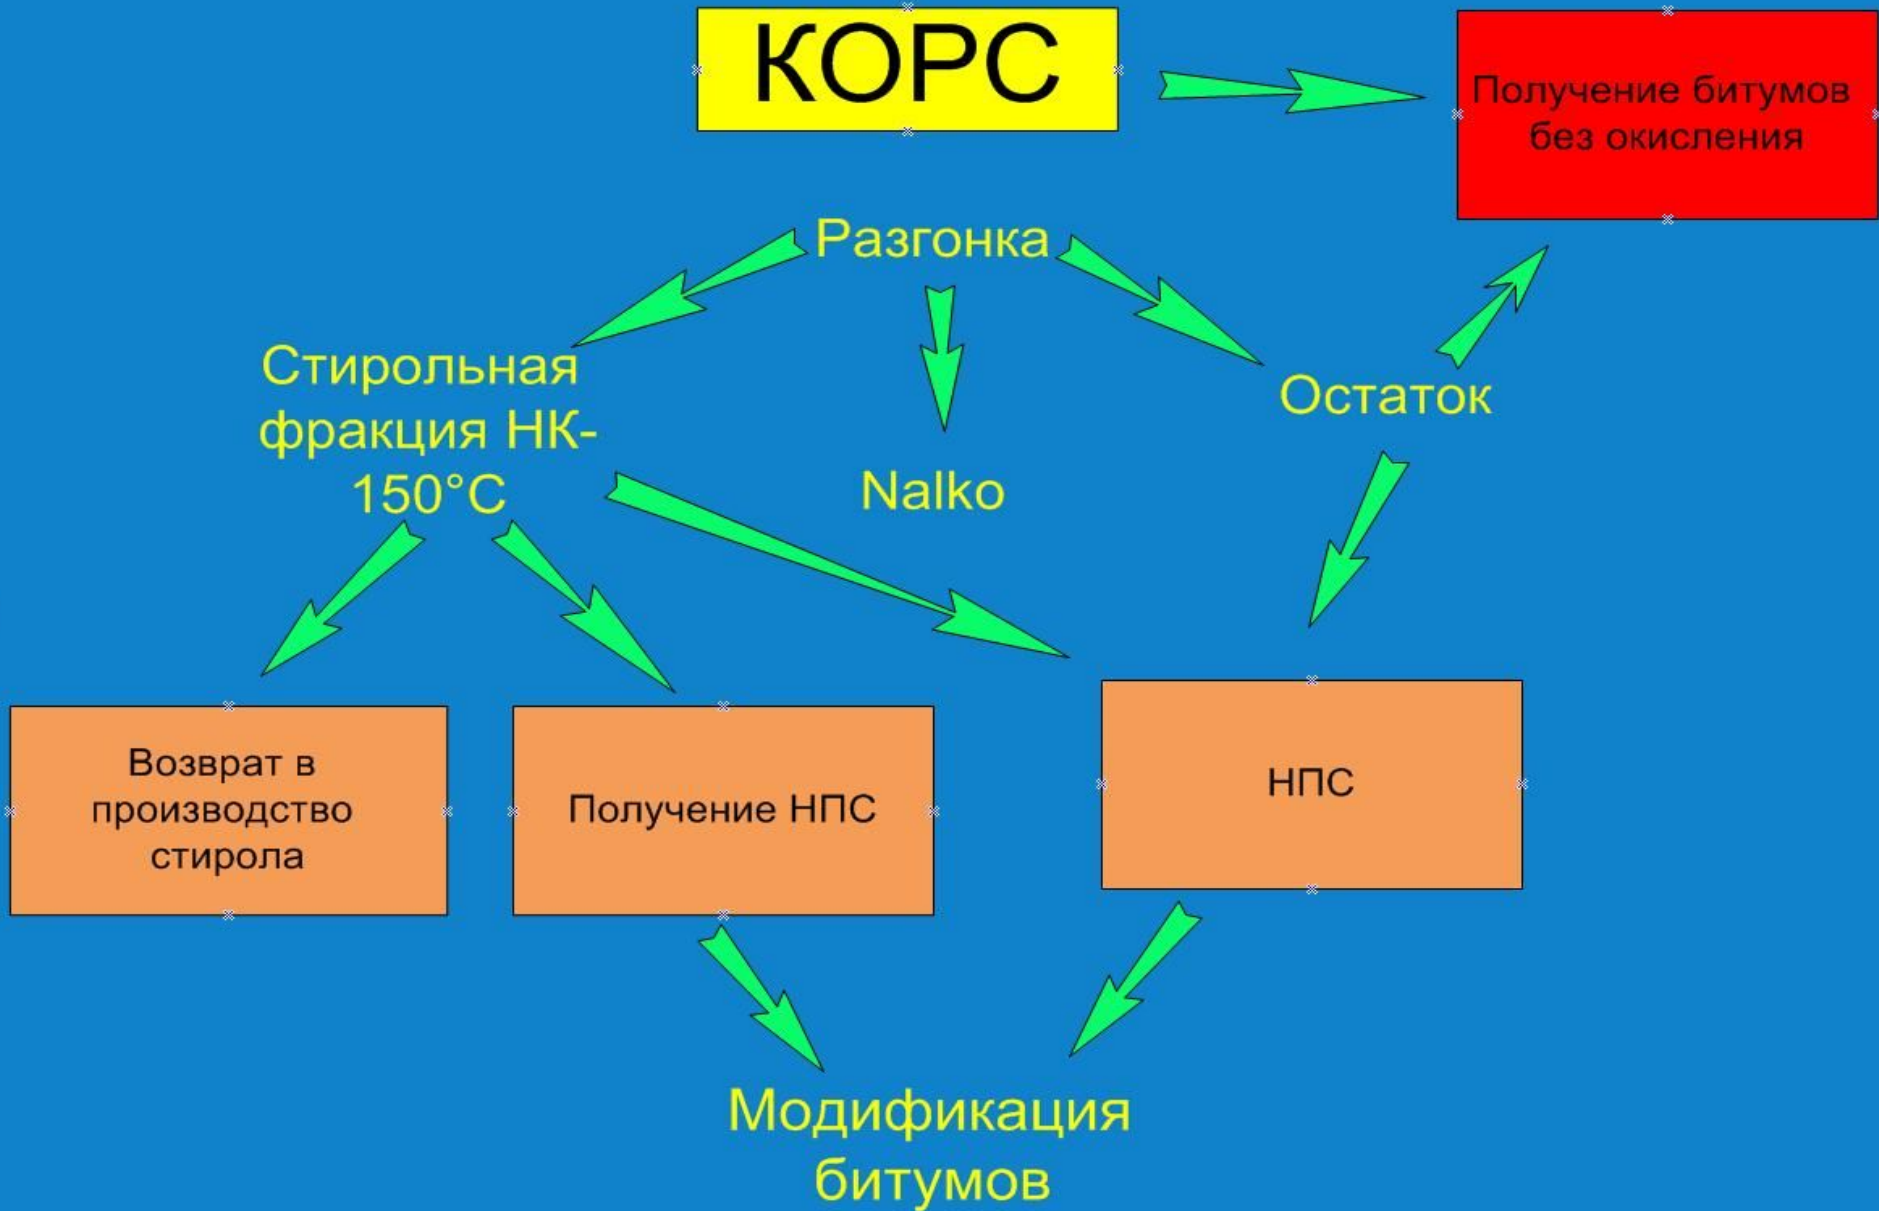 КОРС
Получение битумов
без окисления
Разгонка
Стирольная
фракция НК-
150°С
Nalko
Остаток
Возврат в
производство
стирола
Получение НПС
НПС
Модификация
битумов